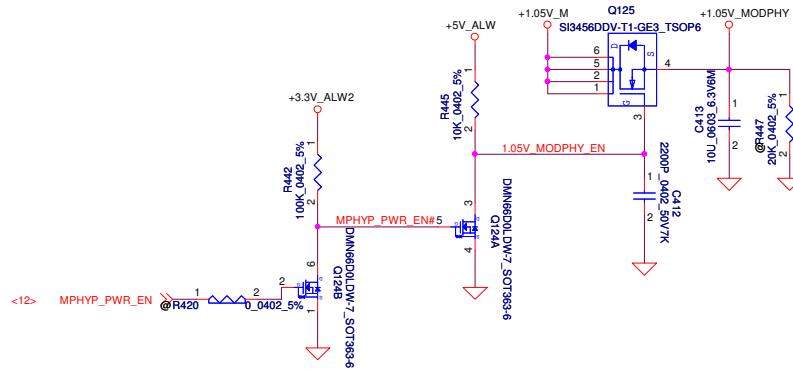 Q125
+1.05V_M
SI3456DDV-T1-GE3_TSOP6
+1.05V_MODPHY
+5V_ALW
D
S
G
6
5
2
1
4
3
R445
10K_0402_5%
1
2
C413
10U_0603_6.3V6M
1
2
@R447
20K_0402_5%
1
2
+3.3V_ALW2
1.05V_MODPHY_EN
R442
100K_0402_5%
1
2
C412
2200P_0402_50V7K
1
2
MPHYP_PWR_EN#
5
3
4
Q124A
DMN66D0LDW-7_SOT363-6
6
2
1
Q124B
DMN66D0LDW-7_SOT363-6
<12>
MPHYP_PWR_EN
1
2
@R420
0_0402_5%